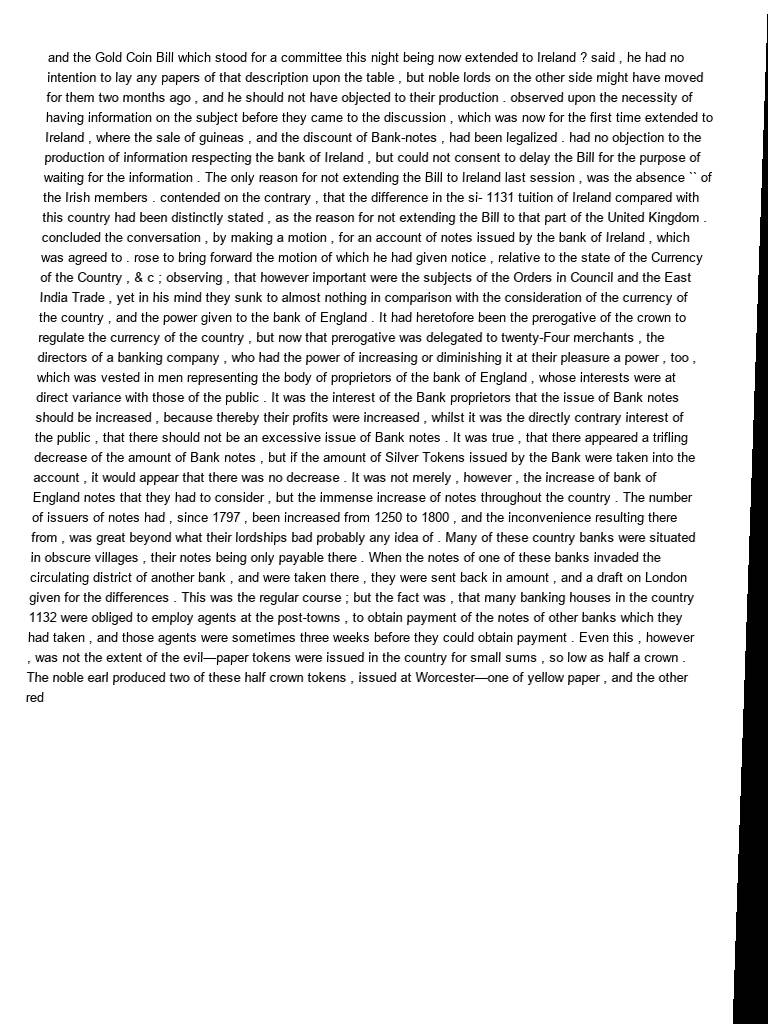 and the Gold Coin Bill which stood for a committee this night being now extended to Ireland ? said , he had no
intention to lay any papers of that description upon the table , but noble lords on the other side might have moved
for them two months ago , and he should not have objected to their production . observed upon the necessity of
having information on the subject before they came to the discussion , which was now for the first time extended to
Ireland , where the sale of guineas , and the discount of Bank-notes , had been legalized . had no objection to the
production of information respecting the bank of Ireland , but could not consent to delay the Bill for the purpose of
waiting for the information . The only reason for not extending the Bill to Ireland last session , was the absence `` of
the Irish members . contended on the contrary , that the difference in the si- 1131 tuition of Ireland compared with
this country had been distinctly stated , as the reason for not extending the Bill to that part of the United Kingdom .
concluded the conversation , by making a motion , for an account of notes issued by the bank of Ireland , which
was agreed to . rose to bring forward the motion of which he had given notice , relative to the state of the Currency
of the Country , & c ; observing , that however important were the subjects of the Orders in Council and the East
India Trade , yet in his mind they sunk to almost nothing in comparison with the consideration of the currency of
the country , and the power given to the bank of England . It had heretofore been the prerogative of the crown to
regulate the currency of the country , but now that prerogative was delegated to twenty-Four merchants , the
directors of a banking company , who had the power of increasing or diminishing it at their pleasure a power , too ,
which was vested in men representing the body of proprietors of the bank of England , whose interests were at
direct variance with those of the public . It was the interest of the Bank proprietors that the issue of Bank notes
should be increased , because thereby their profits were increased , whilst it was the directly contrary interest of
the public , that there should not be an excessive issue of Bank notes . It was true , that there appeared a trifling
decrease of the amount of Bank notes , but if the amount of Silver Tokens issued by the Bank were taken into the
account , it would appear that there was no decrease . It was not merely , however , the increase of bank of
England notes that they had to consider , but the immense increase of notes throughout the country . The number
of issuers of notes had , since 1797 , been increased from 1250 to 1800 , and the inconvenience resulting there
from , was great beyond what their lordships bad probably any idea of . Many of these country banks were situated
in obscure villages , their notes being only payable there . When the notes of one of these banks invaded the
circulating district of another bank , and were taken there , they were sent back in amount , and a draft on London
given for the differences . This was the regular course ; but the fact was , that many banking houses in the country
1132 were obliged to employ agents at the post-towns , to obtain payment of the notes of other banks which they
had taken , and those agents were sometimes three weeks before they could obtain payment . Even this , however
, was not the extent of the evil—paper tokens were issued in the country for small sums , so low as half a crown .
The noble earl produced two of these half crown tokens , issued at Worcester—one of yellow paper , and the other
red